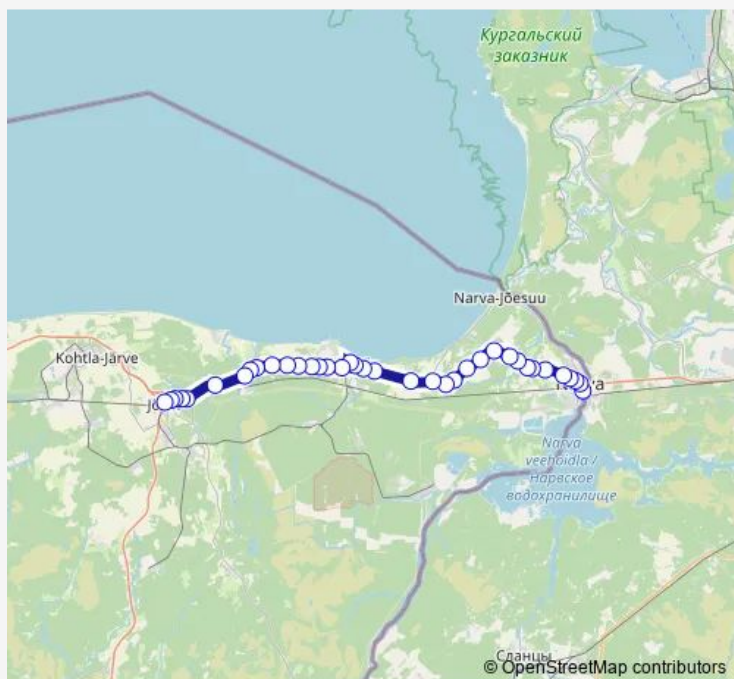 Кургальский
заказник
Narva-Jõesuu
Kohtla-Järve
Narva
veehoidla /
Нарвское
водохранилище
Сланцы
© OpenStreetMap contributors